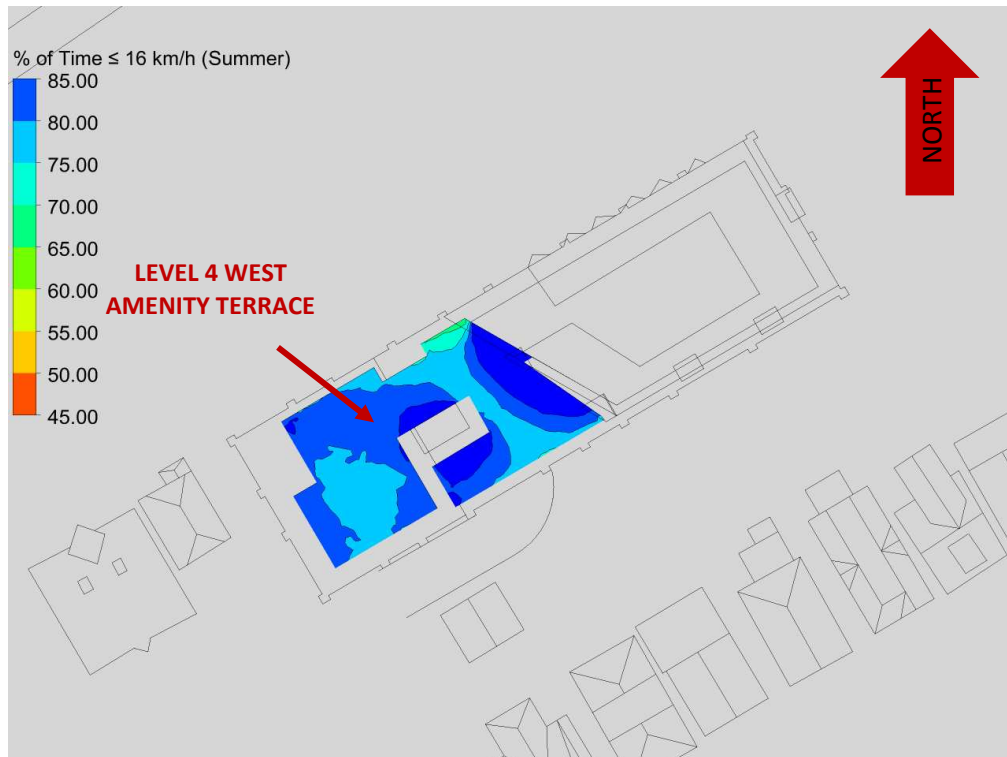 % of Time ≤ 16 km/h (Summer)
85.00
80.00
75.00
70.00
65.00
60.00
55.00
50.00
45.00
NORTH
LEVEL 4 WEST
AMENITY TERRACE